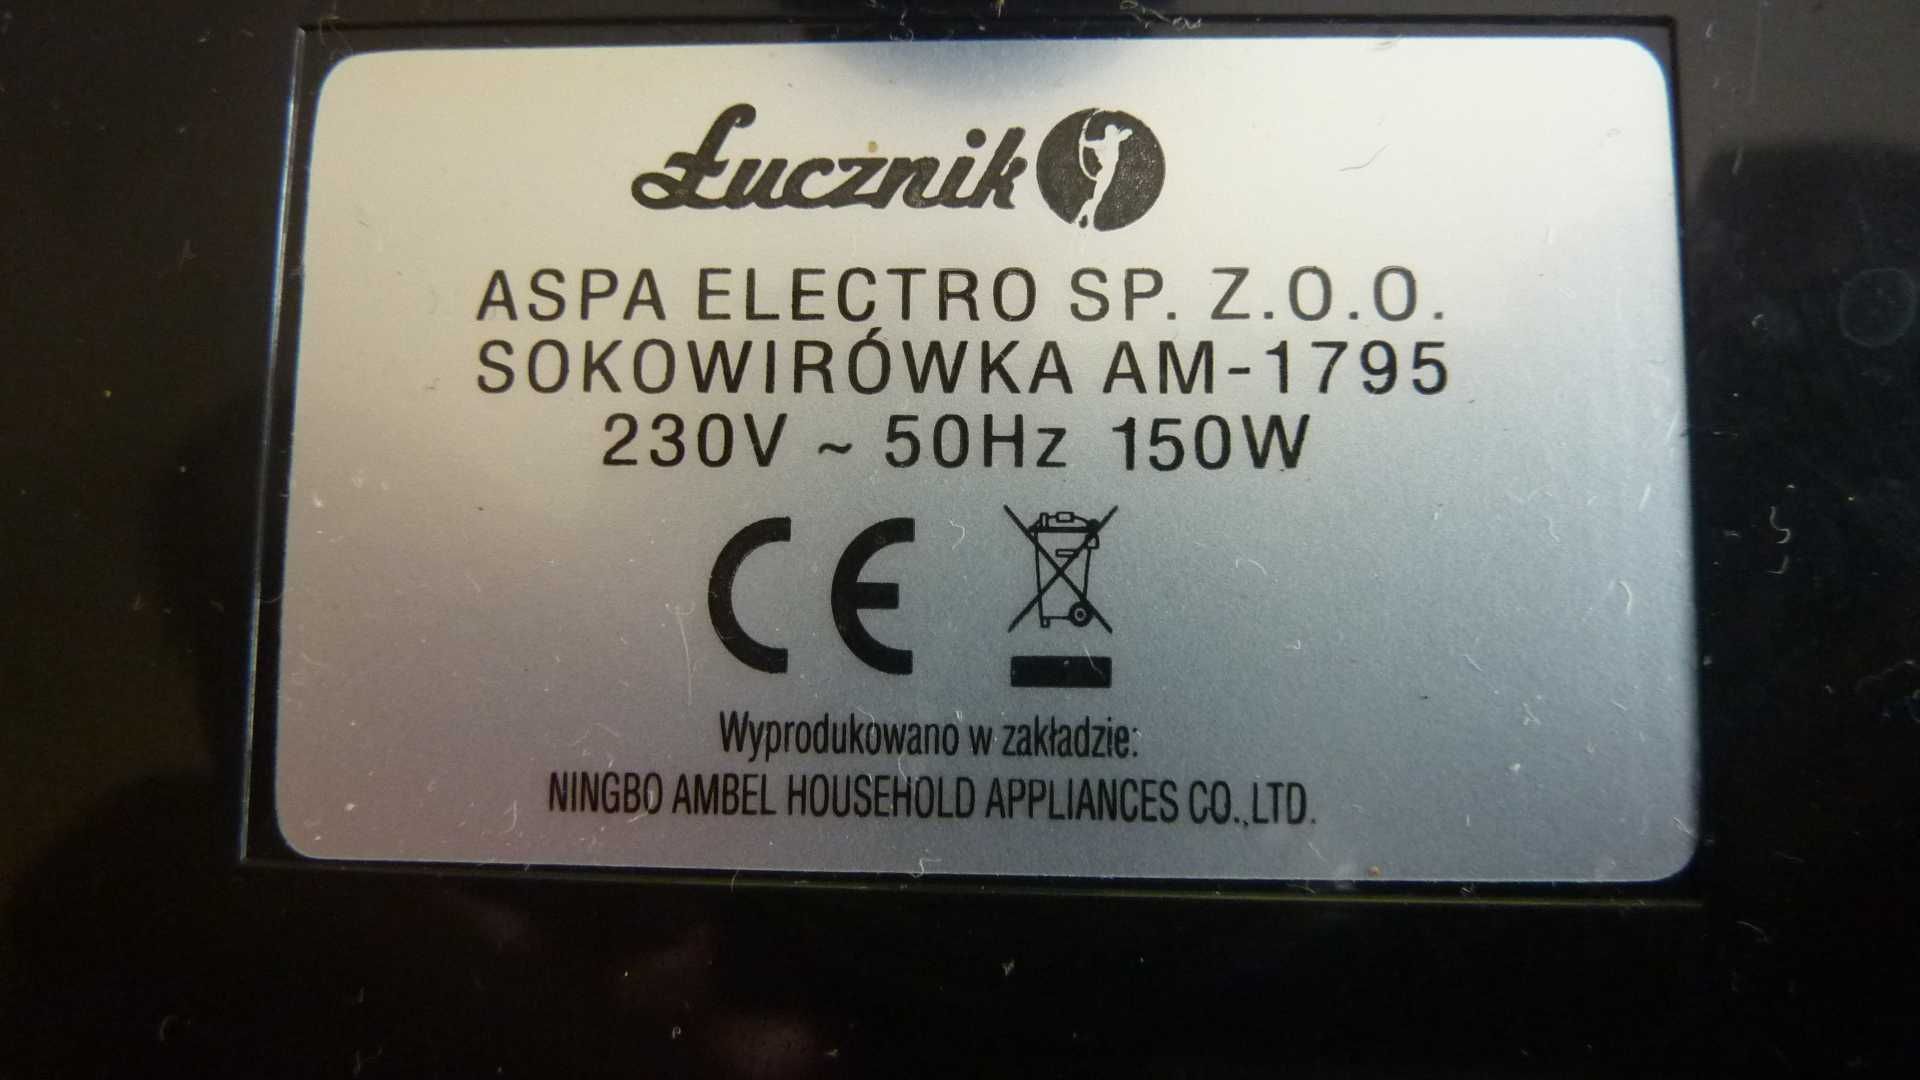 Łucznik
ASPA ELECTRO SP. Z.O.O.
SOKOWIRÓWKA AM-1795
230V ~ 50Hz 150W
CE
Wyprodukowano w zakładzie:
NINGBO AMBEL HOUSEHOLD APPLIANCES CO.,LTD.